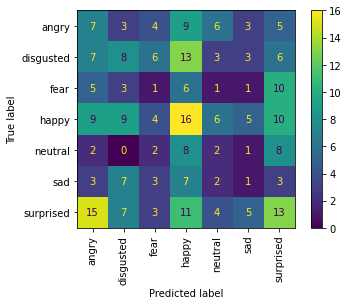 True label
angry 7 3 4 9 6 3 5
disgusted 7 8 6 13 3 3 6
fear 5 3 1 6 1 1 10
happy 9 9 4 16 6 5 10
neutral 2 0 2 8 2 1 8
sad 3 7 3 7 2 1 3
surprised 15 7 3 11 4 5 13
angry disgusted fear happy neutral sad surprised
Predicted label
16
14
12
10
8
6
4
2
0